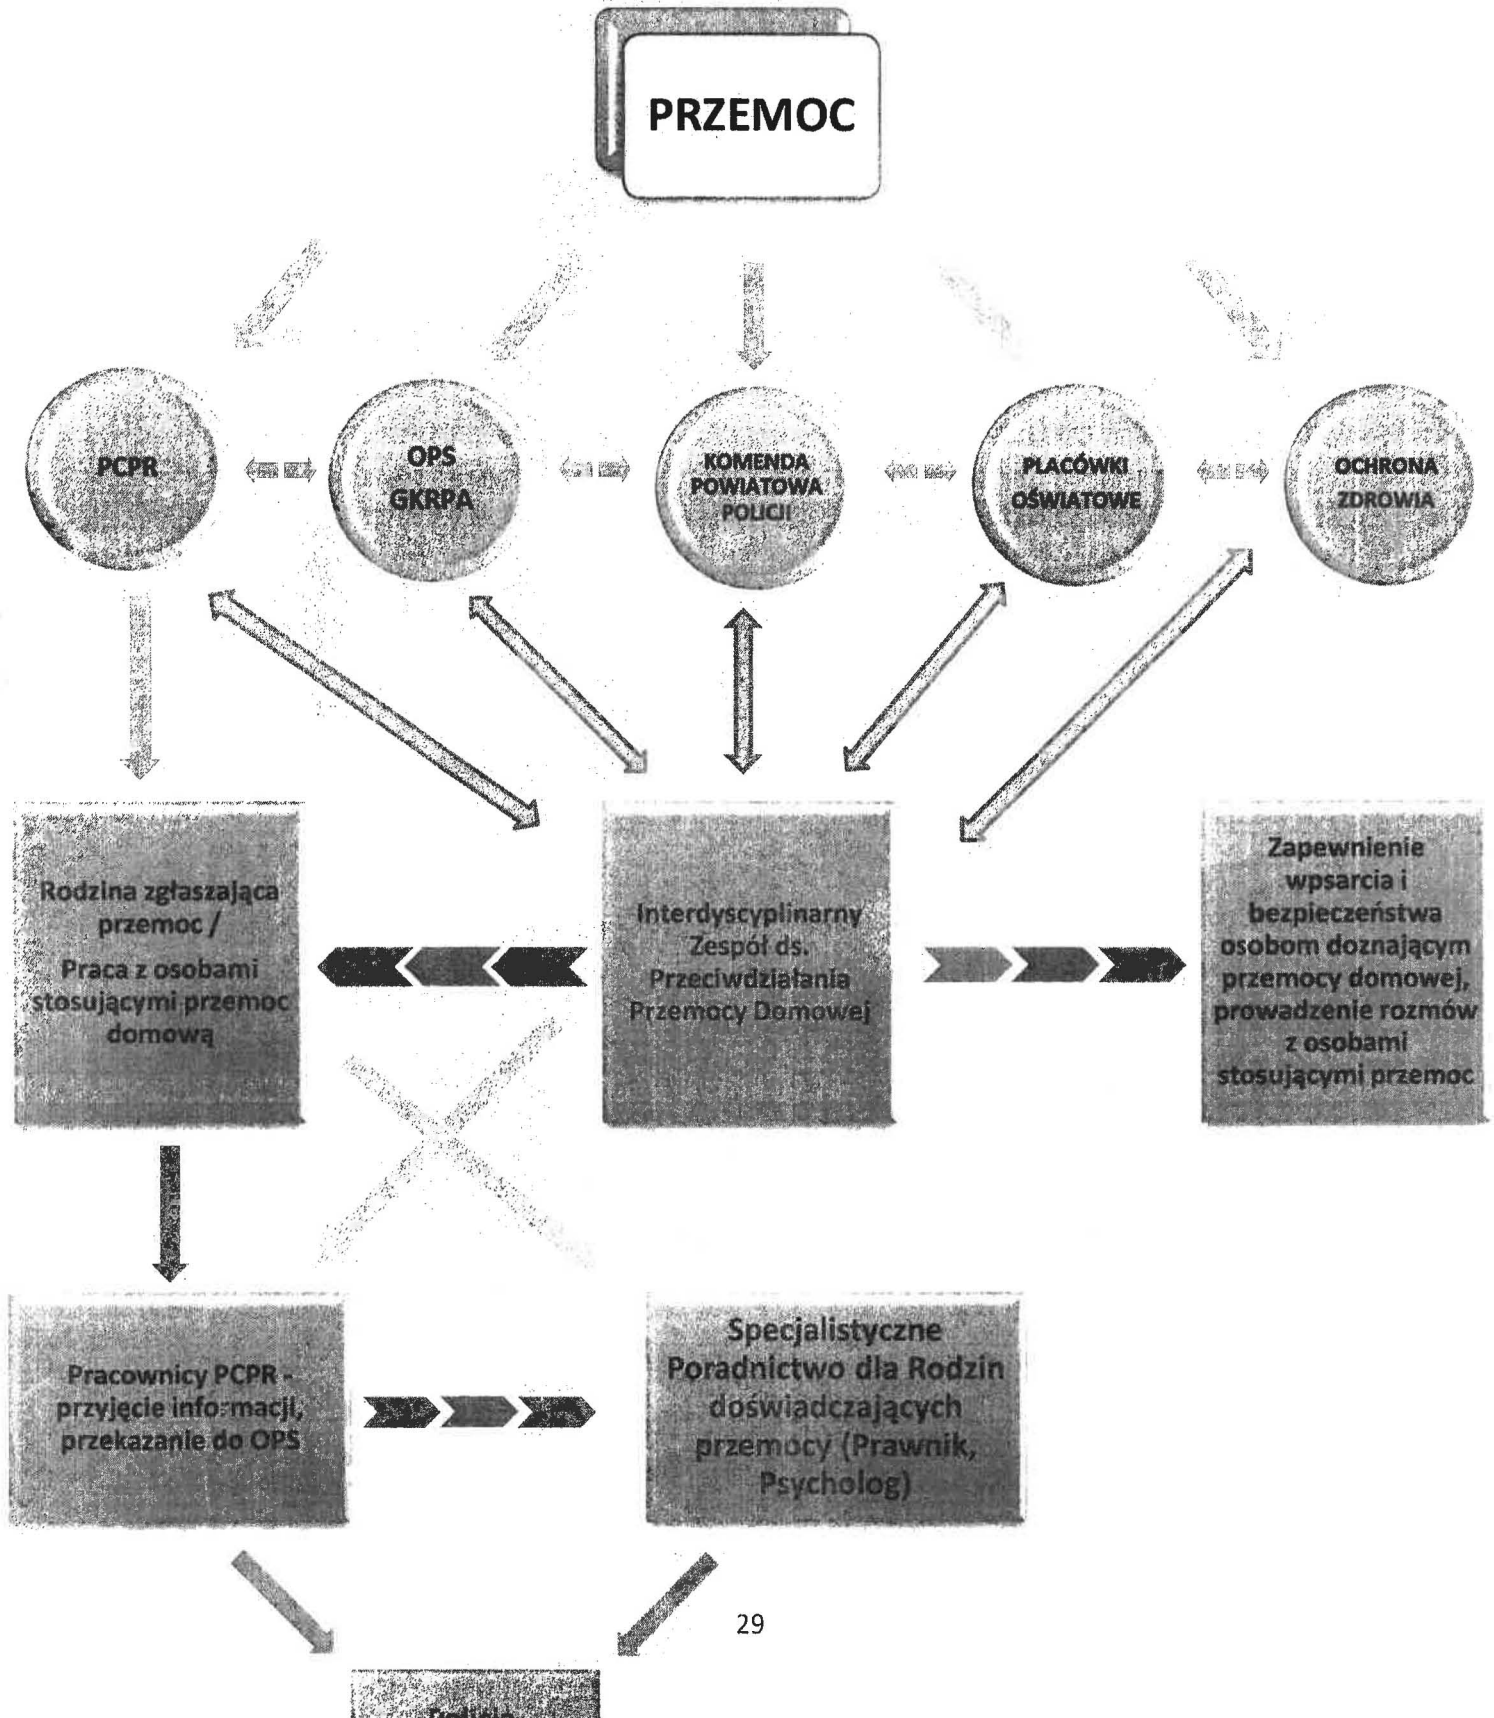 PRZEMOC
PCPR
OPS
GKRPA
KOMENDA
POWIATOWA
POLICJI
PLACÓWKI
OŚWIATOWE
OCHRONA
ZDROWIA
Rodzina zgłaszająca
przemoc /
Praca z osobami
stosującymi przemoc
domową
Interdyscyplinarny
Zespół ds.
Przeciwdziałania
Przemocy Domowej
Zapewnienie
wpsarcia i
bezpieczeństwa
osobom doznającym
przemocy domowej,
prowadzenie rozmów
z osobami
stosującymi przemoc
Pracownicy PCPR -
przyjęcie informacji,
przekazanie do OPS
Specjalistyczne
Poradnictwo dla Rodzin
doświadczających
przemocy (Prawnik,
Psycholog)
29